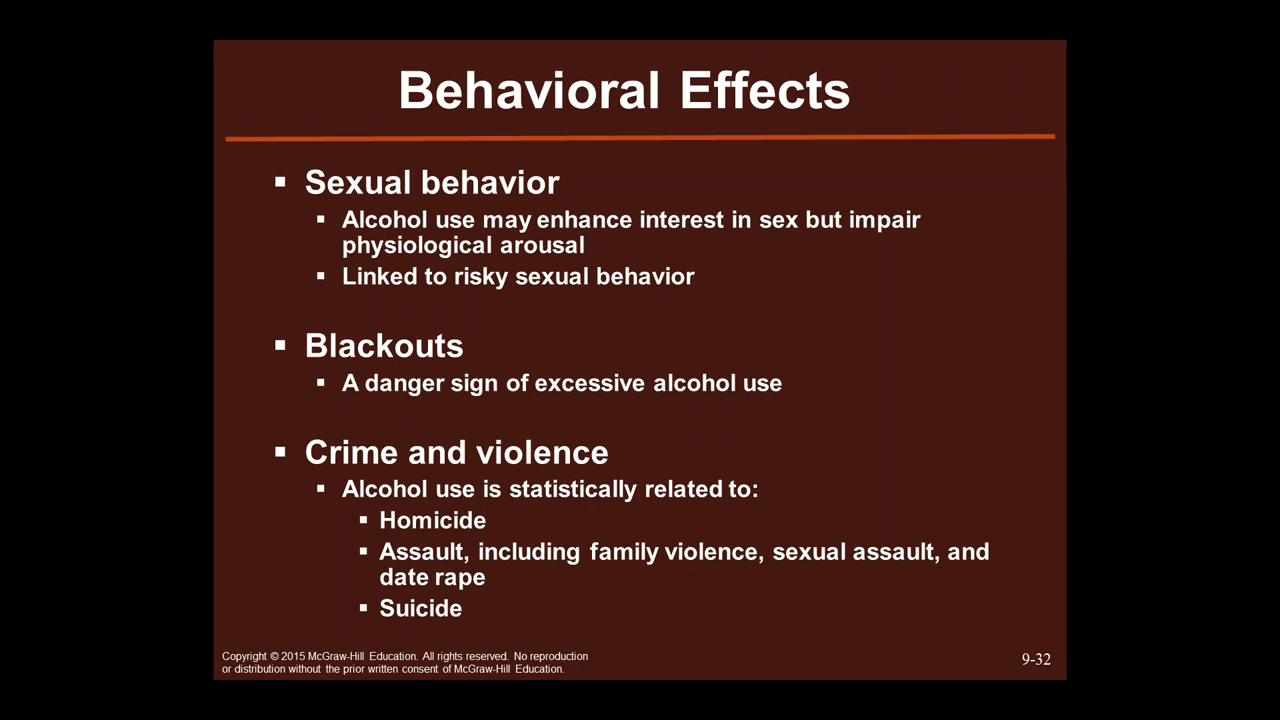 Behavioral Effects
▪ Sexual behavior
▪ Alcohol use may enhance interest in sex but impair
physiological arousal
▪ Linked to risky sexual behavior
▪ Blackouts
▪ A danger sign of excessive alcohol use
▪ Crime and violence
▪ Alcohol use is statistically related to:
▪ Homicide
▪ Assault, including family violence, sexual assault, and
date rape
▪ Suicide
Copyright © 2015 McGraw-Hill Education. All rights reserved. No reproduction
or distribution without the prior written consent of McGraw-Hill Education.
9-32